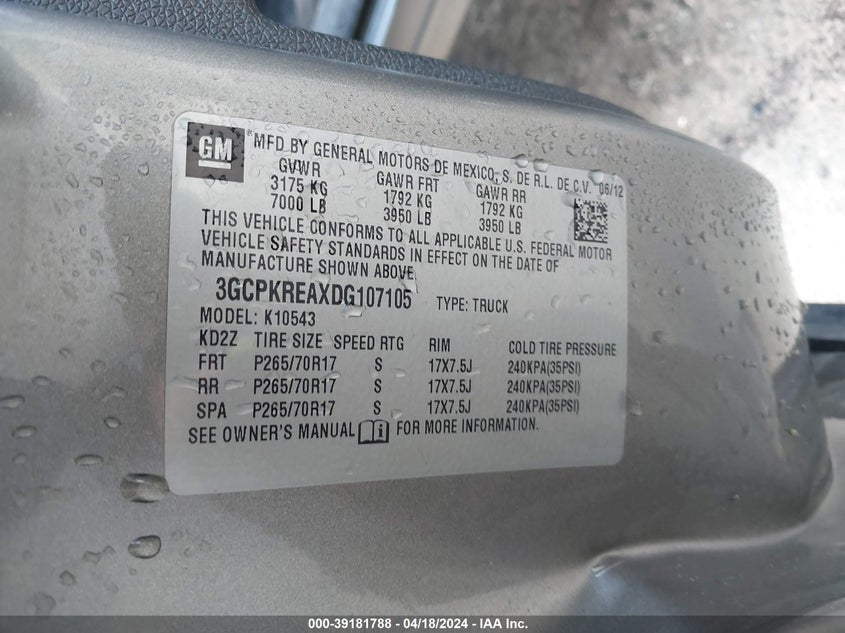 GM
MFD BY GENERAL MOTORS DE MEXICO, S. DE R.L. DE C.V. 06/12
GVWR GAWR FRT GAWR RR
3175 KG 1792 KG 1792 KG
7000 LB 3950 LB 3950 LB
THIS VEHICLE CONFORMS TO ALL APPLICABLE U.S. FEDERAL MOTOR
VEHICLE SAFETY STANDARDS IN EFFECT ON THE DATE OF
MANUFACTURE SHOWN ABOVE.
3GCPKREAXDG107105 TYPE: TRUCK
MODEL: K10543
KD2Z TIRE SIZE SPEED RTG RIM COLD TIRE PRESSURE
FRT P265/70R17 S 17X7.5J 240KPA(35PSI)
RR P265/70R17 S 17X7.5J 240KPA(35PSI)
SPA P265/70R17 S 17X7.5J 240KPA(35PSI)
SEE OWNER'S MANUAL i FOR MORE INFORMATION.
000-39181788 - 04/18/2024 - IAA Inc.